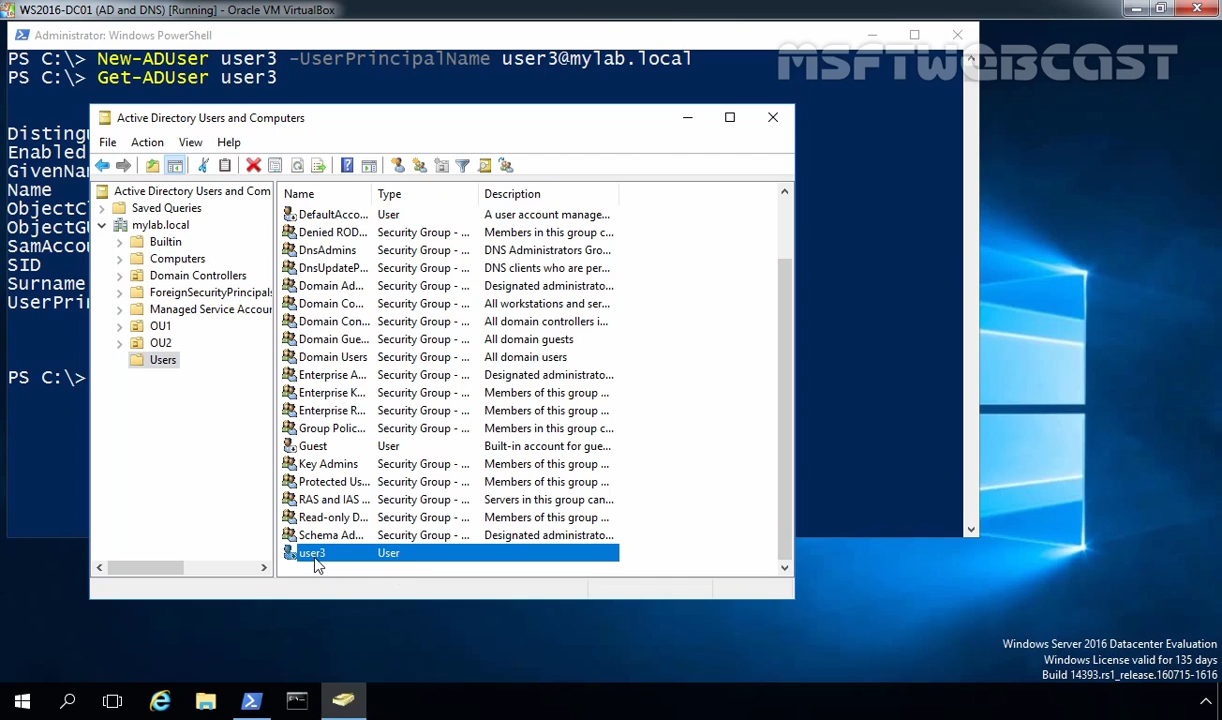 WS2016-DC01 (AD and DNS) [Running] - Oracle VM VirtualBox
Administrator: Windows PowerShell
MSFTWEBCAST
PS C:\> New-ADUser user3 -UserPrincipalName user3@mylab.local
PS C:\> Get-ADUser user3
Disting
Enabled
GivenNa
Name
ObjectC
ObjectG
SamAcco
SID
Surname
UserPri
PS C:\>
Active Directory Users and Computers
File Action View Help
Active Directory Users and Com
Saved Queries
mylab.local
Builtin
Computers
Domain Controllers
ForeignSecurityPrincipals
Managed Service Accour
OU1
OU2
Users
Name Type Description
DefaultAcco... User A user account manage...
Denied ROD... Security Group - ... Members in this group c...
DnsAdmins Security Group - ... DNS Administrators Gro...
DnsUpdateP... Security Group - ... DNS clients who are per...
Domain Ad... Security Group - ... Designated administrato...
Domain Co... Security Group - ... All workstations and ser...
Domain Con... Security Group - ... All domain controllers i...
Domain Gue... Security Group - ... All domain guests
Domain Users Security Group - ... All domain users
Enterprise A... Security Group - ... Designated administrato...
Enterprise K... Security Group - ... Members of this group ...
Enterprise R... Security Group - ... Members of this group ...
Group Polic... Security Group - ... Members in this group c...
Guest User Built-in account for gue...
Key Admins Security Group - ... Members of this group ...
Protected Us... Security Group - ... Members of this group ...
RAS and IAS ... Security Group - ... Servers in this group can...
Read-only D... Security Group - ... Members of this group ...
Schema Ad... Security Group - ... Designated administrato...
user3 User
Windows Server 2016 Datacenter Evaluation
Windows License valid for 135 days
Build 14393.rs1_release.160715-1616